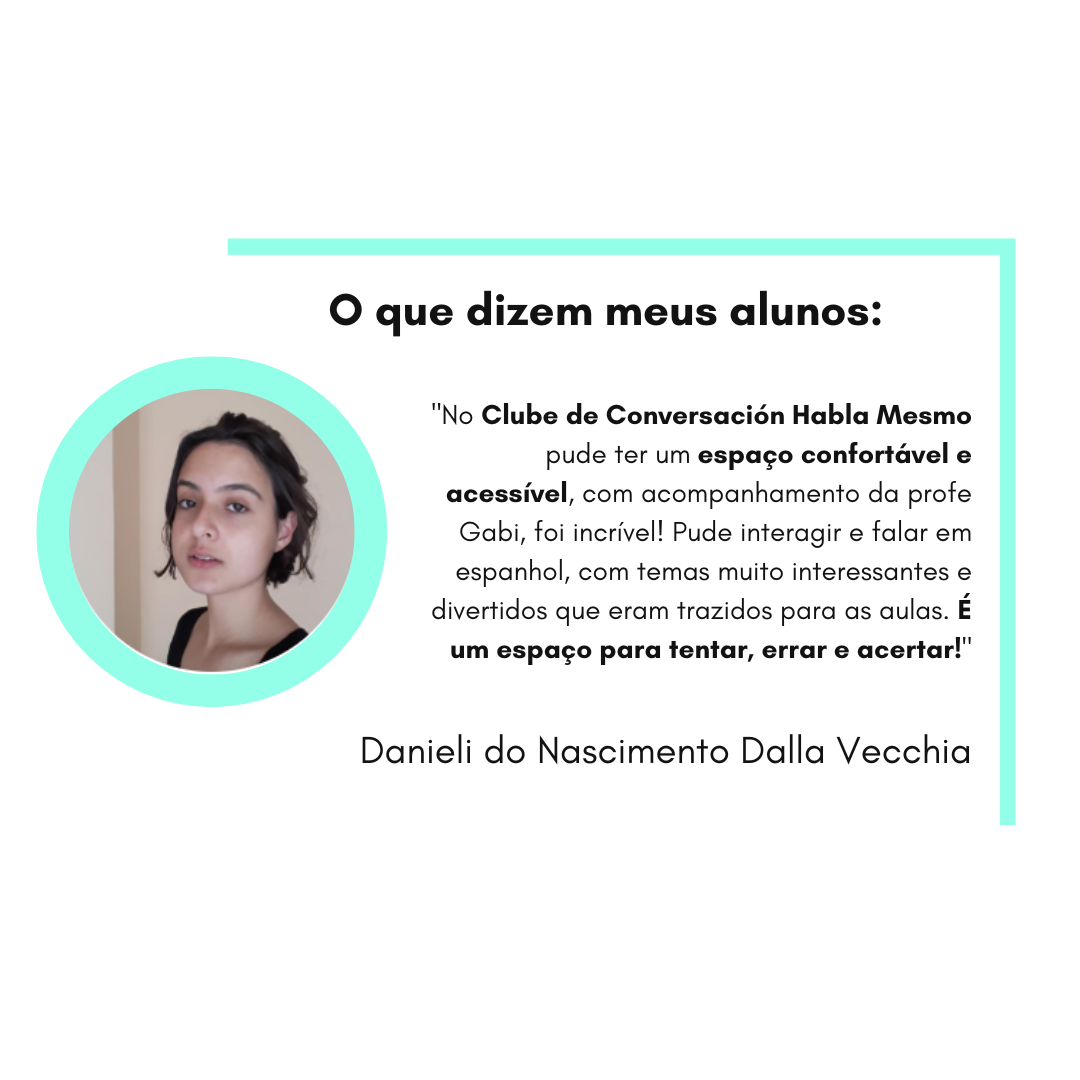 O que dizem meus alunos:
"No Clube de Conversación Habla Mesmo
pude ter um espaço confortável e
acessível, com acompanhamento da profe
Gabi, foi incrível! Pude interagir e falar em
espanhol, com temas muito interessantes e
divertidos que eram trazidos para as aulas. É
um espaço para tentar, errar e acertar!"
Danieli do Nascimento Dalla Vecchia